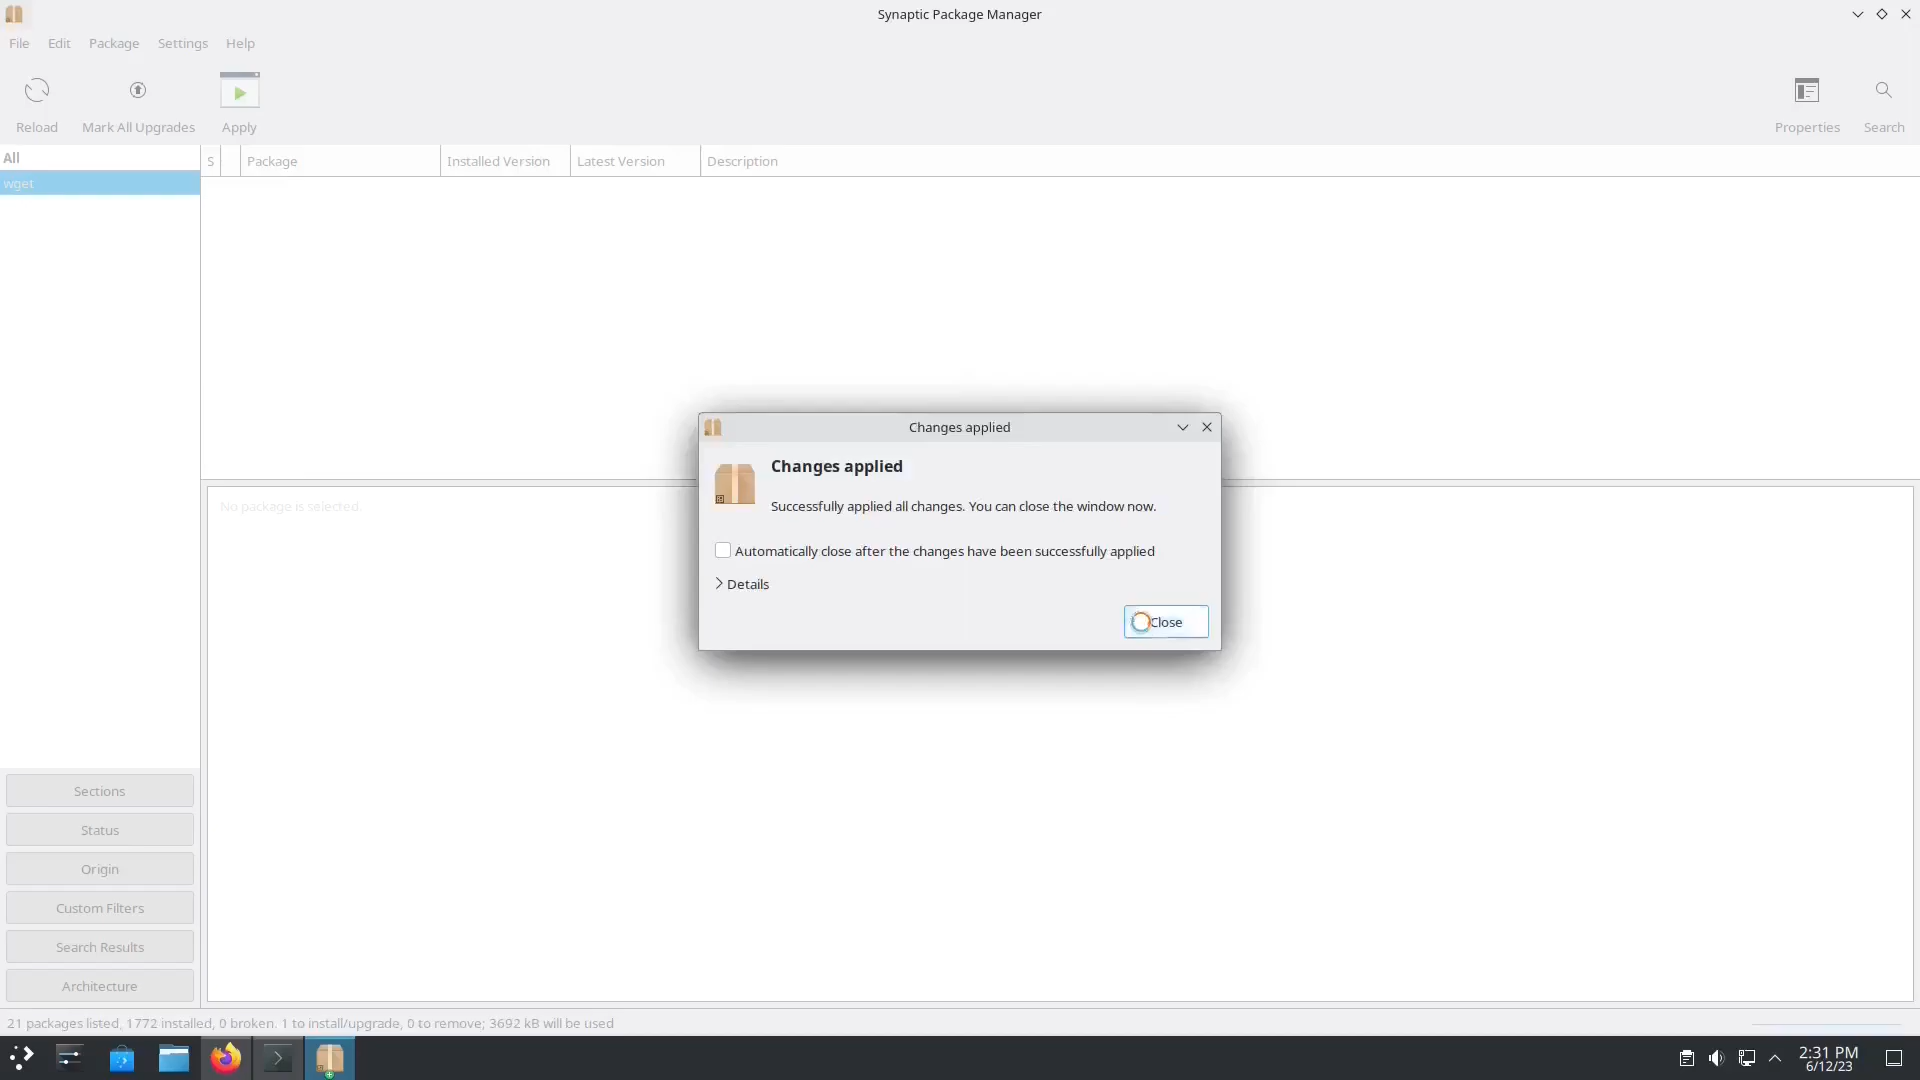 Synaptic Package Manager
File Edit Package Settings Help
Reload Mark All Upgrades Apply Properties Search
All
wget
S Package Installed Version Latest Version Description
No package is selected.
Changes applied
Changes applied
Successfully applied all changes. You can close the window now.
Automatically close after the changes have been successfully applied
Details
Close
Sections
Status
Origin
Custom Filters
Search Results
Architecture
21 packages listed, 1772 installed, 0 broken. 1 to install/upgrade, 0 to remove; 3692 kB will be used
2:31 PM
6/12/23